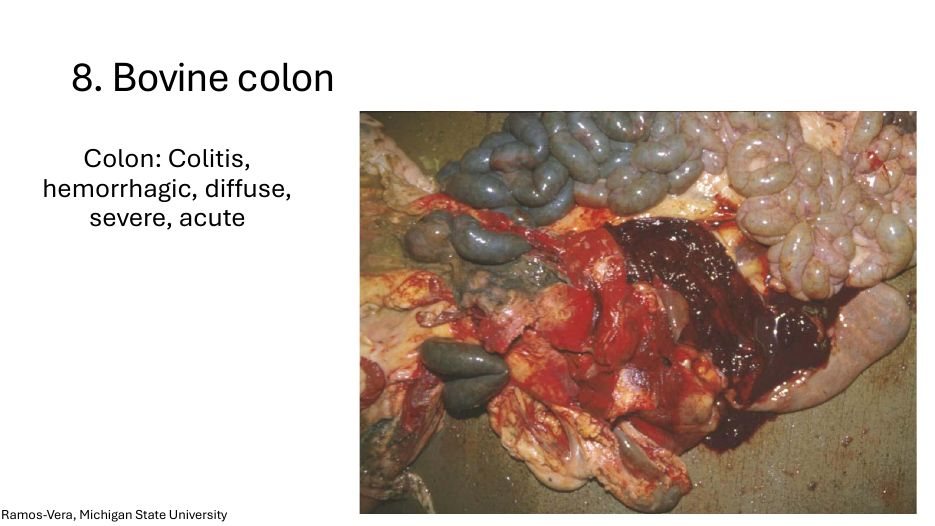 8. Bovine colon
Colon: Colitis,
hemorrhagic, diffuse,
severe, acute
Ramos-Vera, Michigan State University